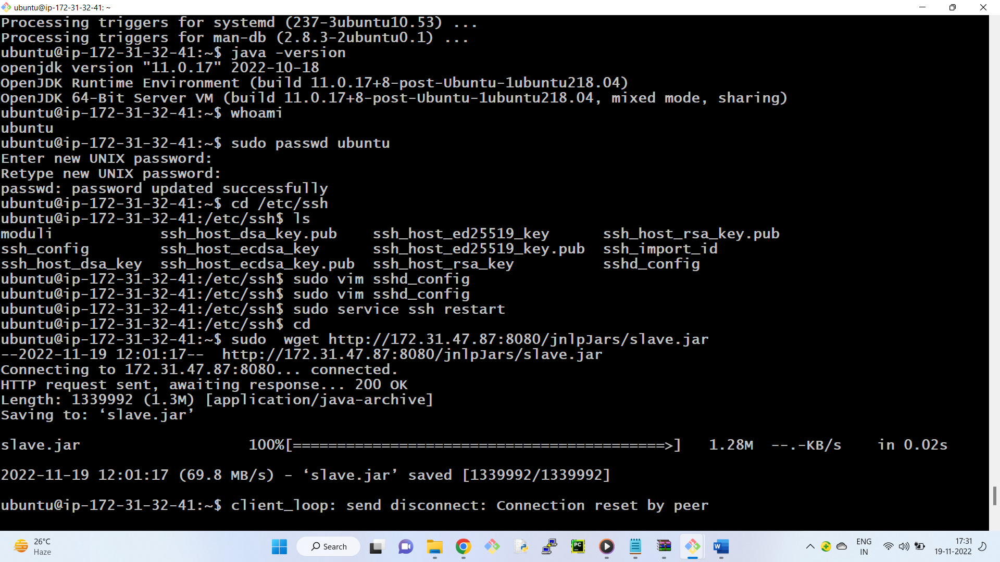 ubuntu@ip-172-31-32-41: ~
Processing triggers for systemd (237-3ubuntu10.53) ...
Processing triggers for man-db (2.8.3-2ubuntu0.1) ...
ubuntu@ip-172-31-32-41:~$ java -version
openjdk version "11.0.17" 2022-10-18
OpenJDK Runtime Environment (build 11.0.17+8-post-Ubuntu-1ubuntu218.04)
OpenJDK 64-Bit Server VM (build 11.0.17+8-post-Ubuntu-1ubuntu218.04, mixed mode, sharing)
ubuntu@ip-172-31-32-41:~$ whoami
ubuntu
ubuntu@ip-172-31-32-41:~$ sudo passwd ubuntu
Enter new UNIX password:
Retype new UNIX password:
passwd: password updated successfully
ubuntu@ip-172-31-32-41:~$ cd /etc/ssh
ubuntu@ip-172-31-32-41:/etc/ssh$ ls
moduli            ssh_host_dsa_key.pub    ssh_host_ed25519_key      ssh_host_rsa_key.pub
ssh_config        ssh_host_ecdsa_key      ssh_host_ed25519_key.pub  ssh_import_id
ssh_host_dsa_key  ssh_host_ecdsa_key.pub  ssh_host_rsa_key          sshd_config
ubuntu@ip-172-31-32-41:/etc/ssh$ sudo vim sshd_config
ubuntu@ip-172-31-32-41:/etc/ssh$ sudo vim sshd_config
ubuntu@ip-172-31-32-41:/etc/ssh$ sudo service ssh restart
ubuntu@ip-172-31-32-41:/etc/ssh$ cd
ubuntu@ip-172-31-32-41:~$ sudo  wget http://172.31.47.87:8080/jnlpJars/slave.jar
--2022-11-19 12:01:17--  http://172.31.47.87:8080/jnlpJars/slave.jar
Connecting to 172.31.47.87:8080... connected.
HTTP request sent, awaiting response... 200 OK
Length: 1339992 (1.3M) [application/java-archive]
Saving to: ‘slave.jar’
slave.jar                   100%[==========================================>]   1.28M  --.-KB/s    in 0.02s
2022-11-19 12:01:17 (69.8 MB/s) - ‘slave.jar’ saved [1339992/1339992]
ubuntu@ip-172-31-32-41:~$ client_loop: send disconnect: Connection reset by peer
26°C
Haze
Search
PC
W
ENG
IN
17:31
19-11-2022